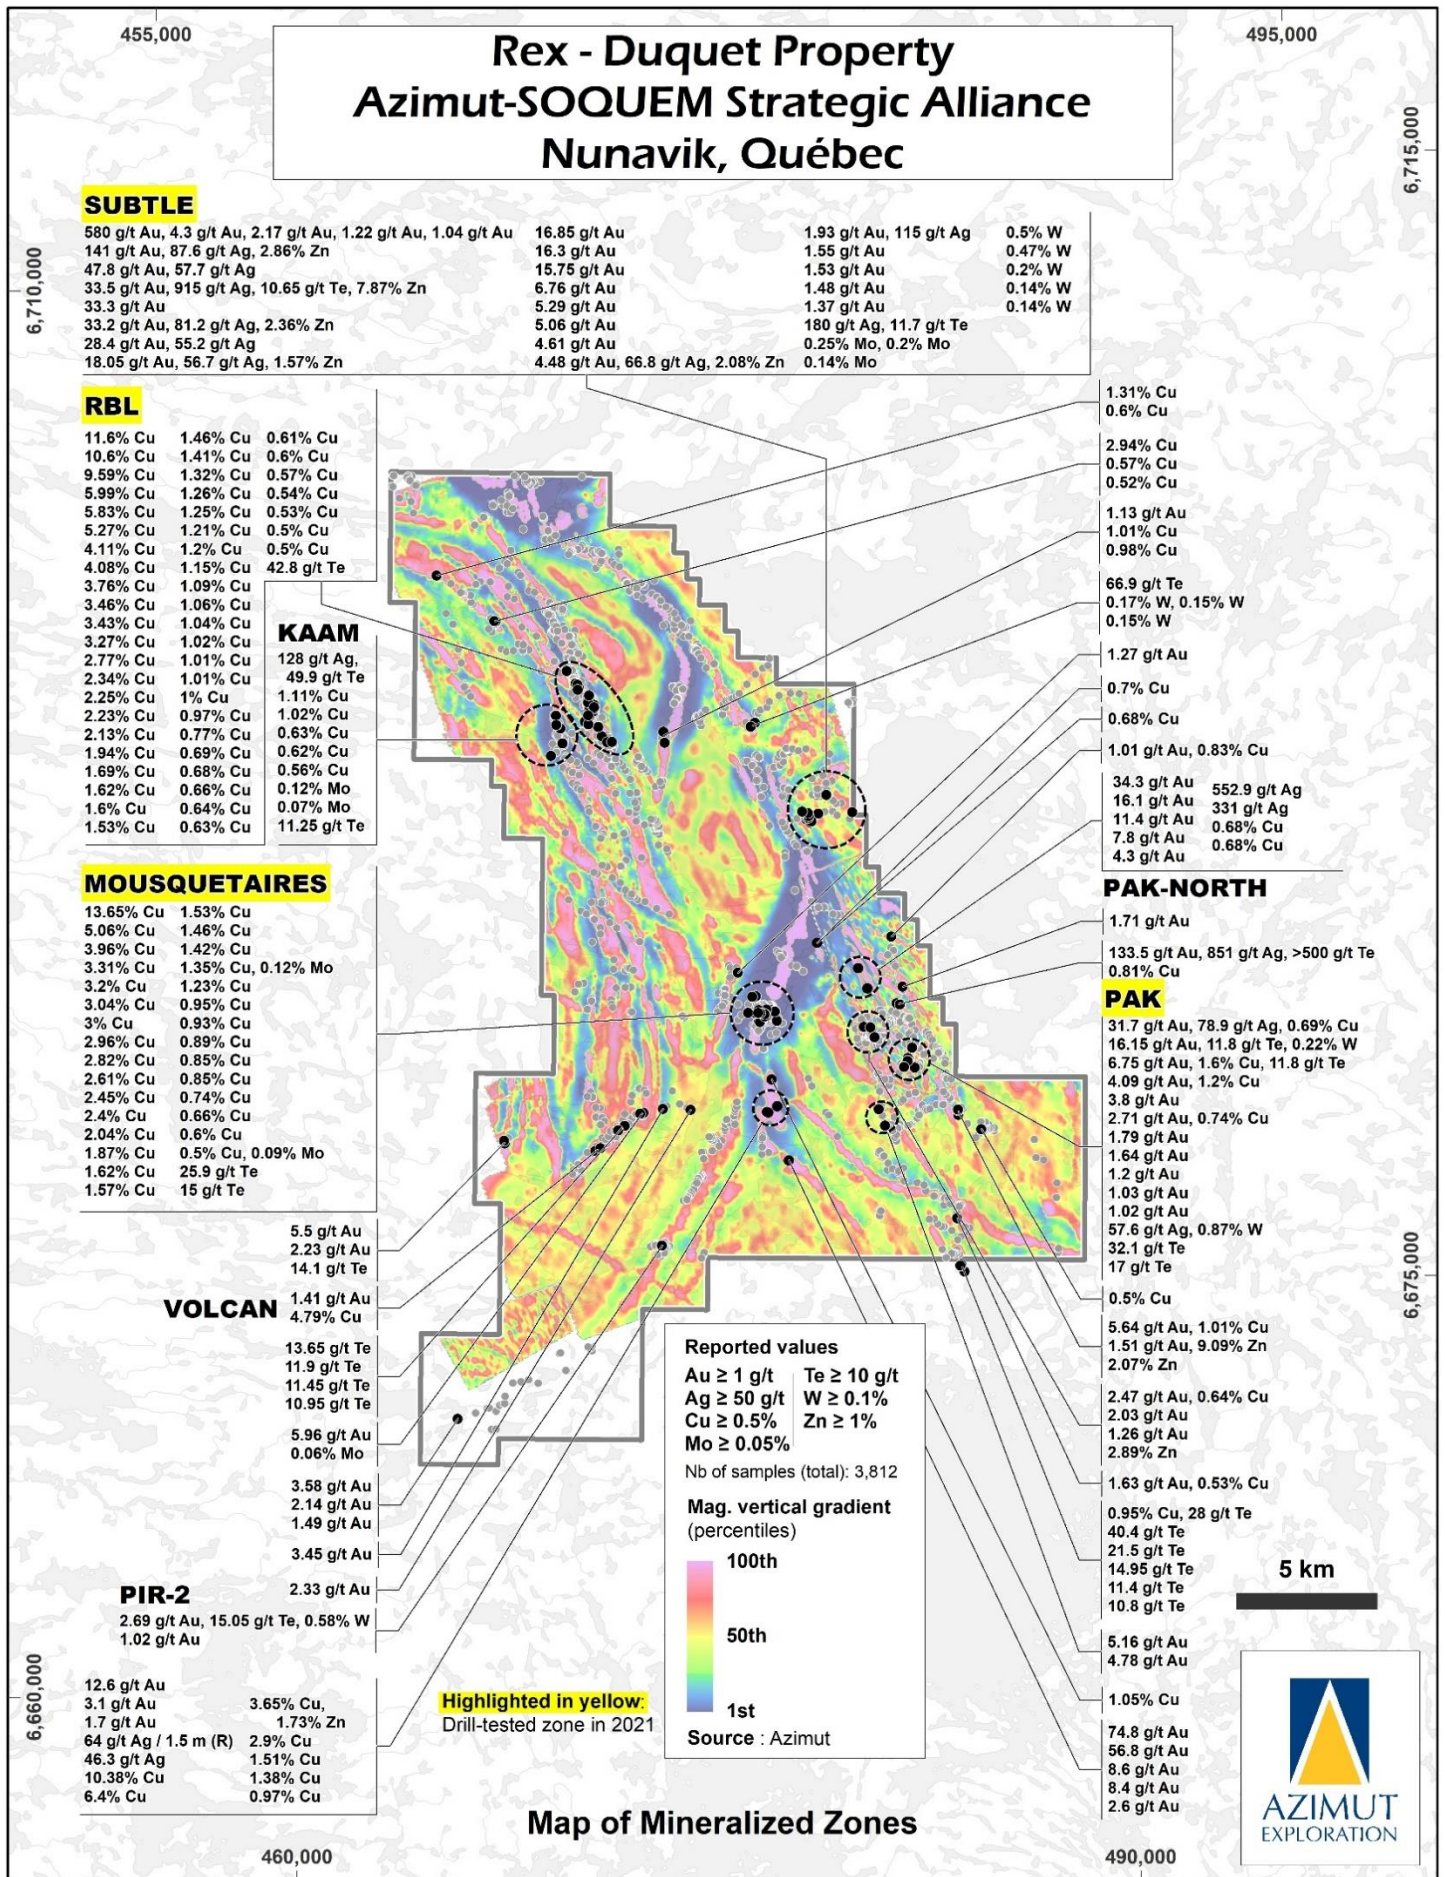 455,000
495,000
Rex - Duquet Property
Azimut-SOQUEM Strategic Alliance
Nunavik, Québec
6,715,000
6,710,000
SUBTLE
580 g/t Au, 4.3 g/t Au, 2.17 g/t Au, 1.22 g/t Au, 1.04 g/t Au
141 g/t Au, 87.6 g/t Ag, 2.86% Zn
47.8 g/t Au, 57.7 g/t Ag
33.5 g/t Au, 915 g/t Ag, 10.65 g/t Te, 7.87% Zn
33.3 g/t Au
33.2 g/t Au, 81.2 g/t Ag, 2.36% Zn
28.4 g/t Au, 55.2 g/t Ag
18.05 g/t Au, 56.7 g/t Ag, 1.57% Zn
16.85 g/t Au
16.3 g/t Au
15.75 g/t Au
6.76 g/t Au
5.29 g/t Au
5.06 g/t Au
4.61 g/t Au
4.48 g/t Au, 66.8 g/t Ag, 2.08% Zn
1.93 g/t Au, 115 g/t Ag
1.55 g/t Au
1.53 g/t Au
1.48 g/t Au
1.37 g/t Au
180 g/t Ag, 11.7 g/t Te
0.25% Mo, 0.2% Mo
0.14% Mo
0.5% W
0.47% W
0.2% W
0.14% W
0.14% W
RBL
11.6% Cu
10.6% Cu
9.59% Cu
5.99% Cu
5.83% Cu
5.27% Cu
4.11% Cu
4.08% Cu
3.76% Cu
3.46% Cu
3.43% Cu
3.27% Cu
2.77% Cu
2.34% Cu
2.25% Cu
2.23% Cu
2.13% Cu
1.94% Cu
1.69% Cu
1.62% Cu
1.6% Cu
1.53% Cu
1.46% Cu
1.41% Cu
1.32% Cu
1.26% Cu
1.25% Cu
1.21% Cu
1.2% Cu
1.15% Cu
1.09% Cu
1.06% Cu
1.04% Cu
1.02% Cu
1.01% Cu
1.01% Cu
1% Cu
0.97% Cu
0.77% Cu
0.69% Cu
0.68% Cu
0.66% Cu
0.64% Cu
0.63% Cu
0.61% Cu
0.6% Cu
0.57% Cu
0.54% Cu
0.53% Cu
0.5% Cu
0.5% Cu
42.8 g/t Te
KAAM
128 g/t Ag,
49.9 g/t Te
1.11% Cu
1.02% Cu
0.63% Cu
0.62% Cu
0.56% Cu
0.12% Mo
0.07% Mo
11.25 g/t Te
MOUSQUETAIRES
13.65% Cu
5.06% Cu
3.96% Cu
3.31% Cu
3.2% Cu
3.04% Cu
3% Cu
2.96% Cu
2.82% Cu
2.61% Cu
2.45% Cu
2.4% Cu
2.04% Cu
1.87% Cu
1.62% Cu
1.57% Cu
1.53% Cu
1.46% Cu
1.42% Cu
1.35% Cu, 0.12% Mo
1.23% Cu
0.95% Cu
0.93% Cu
0.89% Cu
0.85% Cu
0.85% Cu
0.74% Cu
0.66% Cu
0.6% Cu
0.5% Cu, 0.09% Mo
25.9 g/t Te
15 g/t Te
5.5 g/t Au
2.23 g/t Au
14.1 g/t Te
VOLCAN
1.41 g/t Au
4.79% Cu
13.65 g/t Te
11.9 g/t Te
11.45 g/t Te
10.95 g/t Te
5.96 g/t Au
0.06% Mo
3.58 g/t Au
2.14 g/t Au
1.49 g/t Au
3.45 g/t Au
2.33 g/t Au
PIR-2
2.69 g/t Au, 15.05 g/t Te, 0.58% W
1.02 g/t Au
12.6 g/t Au
3.1 g/t Au
1.7 g/t Au
64 g/t Ag / 1.5 m (R)
46.3 g/t Ag
10.38% Cu
6.4% Cu
3.65% Cu,
1.73% Zn
2.9% Cu
1.51% Cu
1.38% Cu
0.97% Cu
6,660,000
1.31% Cu
0.6% Cu
2.94% Cu
0.57% Cu
0.52% Cu
1.13 g/t Au
1.01% Cu
0.98% Cu
66.9 g/t Te
0.17% W, 0.15% W
0.15% W
1.27 g/t Au
0.7% Cu
0.68% Cu
1.01 g/t Au, 0.83% Cu
34.3 g/t Au
16.1 g/t Au
11.4 g/t Au
7.8 g/t Au
4.3 g/t Au
552.9 g/t Ag
331 g/t Ag
0.68% Cu
0.68% Cu
PAK-NORTH
1.71 g/t Au
133.5 g/t Au, 851 g/t Ag, >500 g/t Te
0.81% Cu
PAK
31.7 g/t Au, 78.9 g/t Ag, 0.69% Cu
16.15 g/t Au, 11.8 g/t Te, 0.22% W
6.75 g/t Au, 1.6% Cu, 11.8 g/t Te
4.09 g/t Au, 1.2% Cu
3.8 g/t Au
2.71 g/t Au, 0.74% Cu
1.79 g/t Au
1.64 g/t Au
1.2 g/t Au
1.03 g/t Au
1.02 g/t Au
57.6 g/t Ag, 0.87% W
32.1 g/t Te
17 g/t Te
6,675,000
0.5% Cu
5.64 g/t Au, 1.01% Cu
1.51 g/t Au, 9.09% Zn
2.07% Zn
2.47 g/t Au, 0.64% Cu
2.03 g/t Au
1.26 g/t Au
2.89% Zn
1.63 g/t Au, 0.53% Cu
0.95% Cu, 28 g/t Te
40.4 g/t Te
21.5 g/t Te
14.95 g/t Te
11.4 g/t Te
10.8 g/t Te
5.16 g/t Au
4.78 g/t Au
1.05% Cu
74.8 g/t Au
56.8 g/t Au
8.6 g/t Au
8.4 g/t Au
2.6 g/t Au
Reported values
Au ≥ 1 g/t
Ag ≥ 50 g/t
Cu ≥ 0.5%
Mo ≥ 0.05%
Te ≥ 10 g/t
W ≥ 0.1%
Zn ≥ 1%
Nb of samples (total): 3,812
Mag. vertical gradient
(percentiles)
100th
50th
1st
Source : Azimut
Highlighted in yellow:
Drill-tested zone in 2021
5 km
AZIMUT
EXPLORATION
Map of Mineralized Zones
460,000
490,000